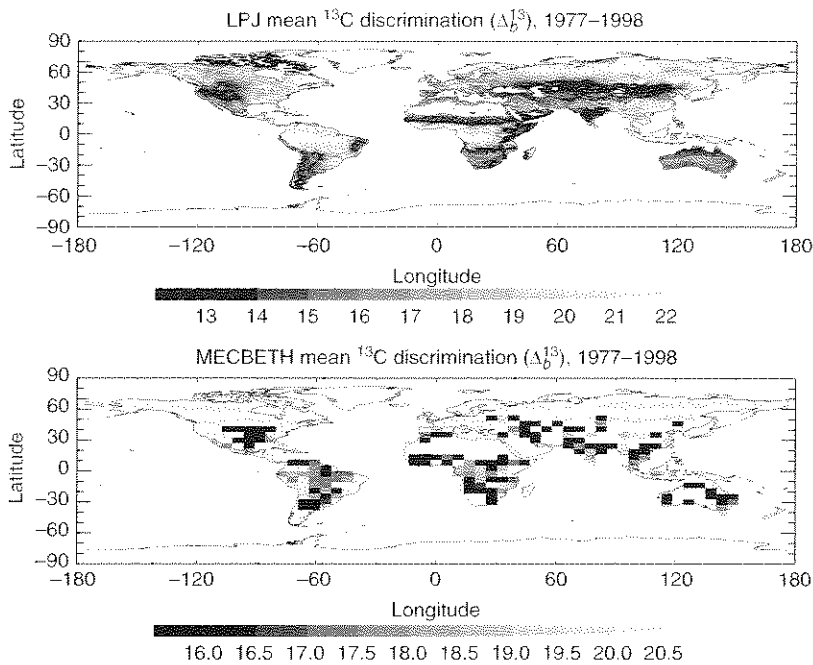 LPJ mean ¹³C discrimination (Δ_b^13), 1977–1998
90
60
30
0
−30
−60
90
Latitude
−180 −120 −60 0 60 120 180
Longitude
13 14 15 16 17 18 19 20 21 22
MECBETH mean ¹³C discrimination (Δ_b^13), 1977–1998
90
60
30
0
−30
−60
90
Latitude
−180 −120 −60 0 60 120 180
Longitude
16.0 16.5 17.0 17.5 18.0 18.5 19.0 19.5 20.0 20.5